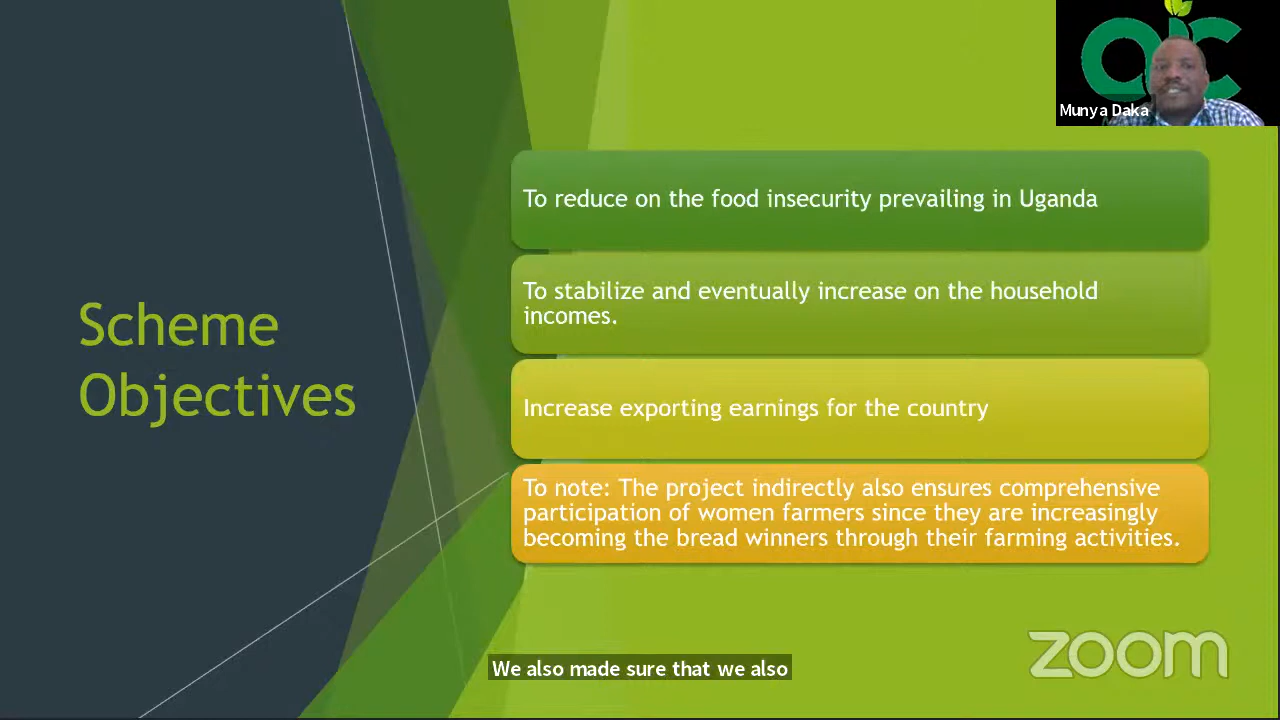 Munya Daka
To reduce on the food insecurity prevailing in Uganda
To stabilize and eventually increase on the household
incomes.
Scheme
Objectives
Increase exporting earnings for the country
To note: The project indirectly also ensures comprehensive
participation of women farmers since they are increasingly
becoming the bread winners through their farming activities.
zoom
We also made sure that we also